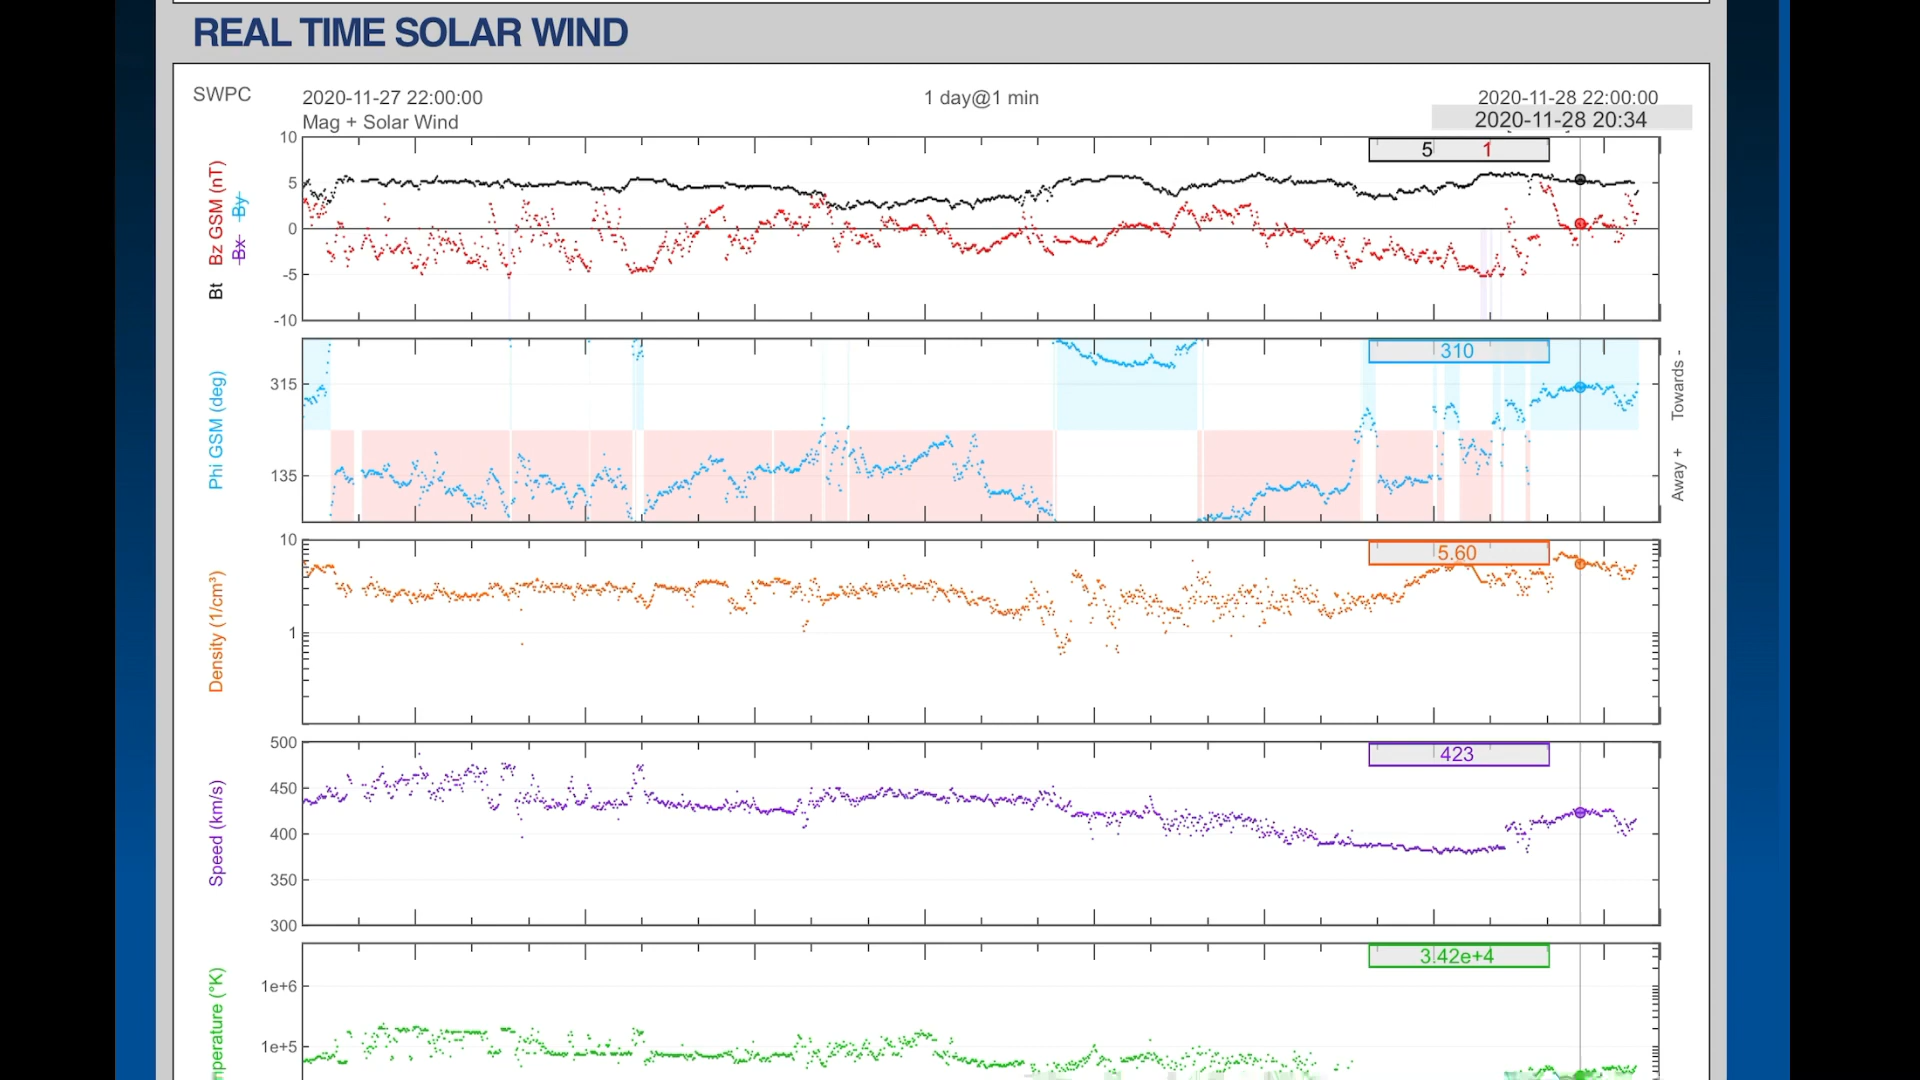 REAL TIME SOLAR WIND
SWPC
2020-11-27 22:00:00
1 day@1 min
2020-11-28 22:00:00
Mag + Solar Wind
2020-11-28 20:34
Bt Bz GSM (nT)
Bx By
10
5
0
-5
-10
5 1
Phi GSM (deg)
315
135
310
Towards -
Away +
Density (1/cm³)
10
1
5.60
Speed (km/s)
500
450
400
350
300
423
perature (°K)
1e+6
1e+5
3.42e+4